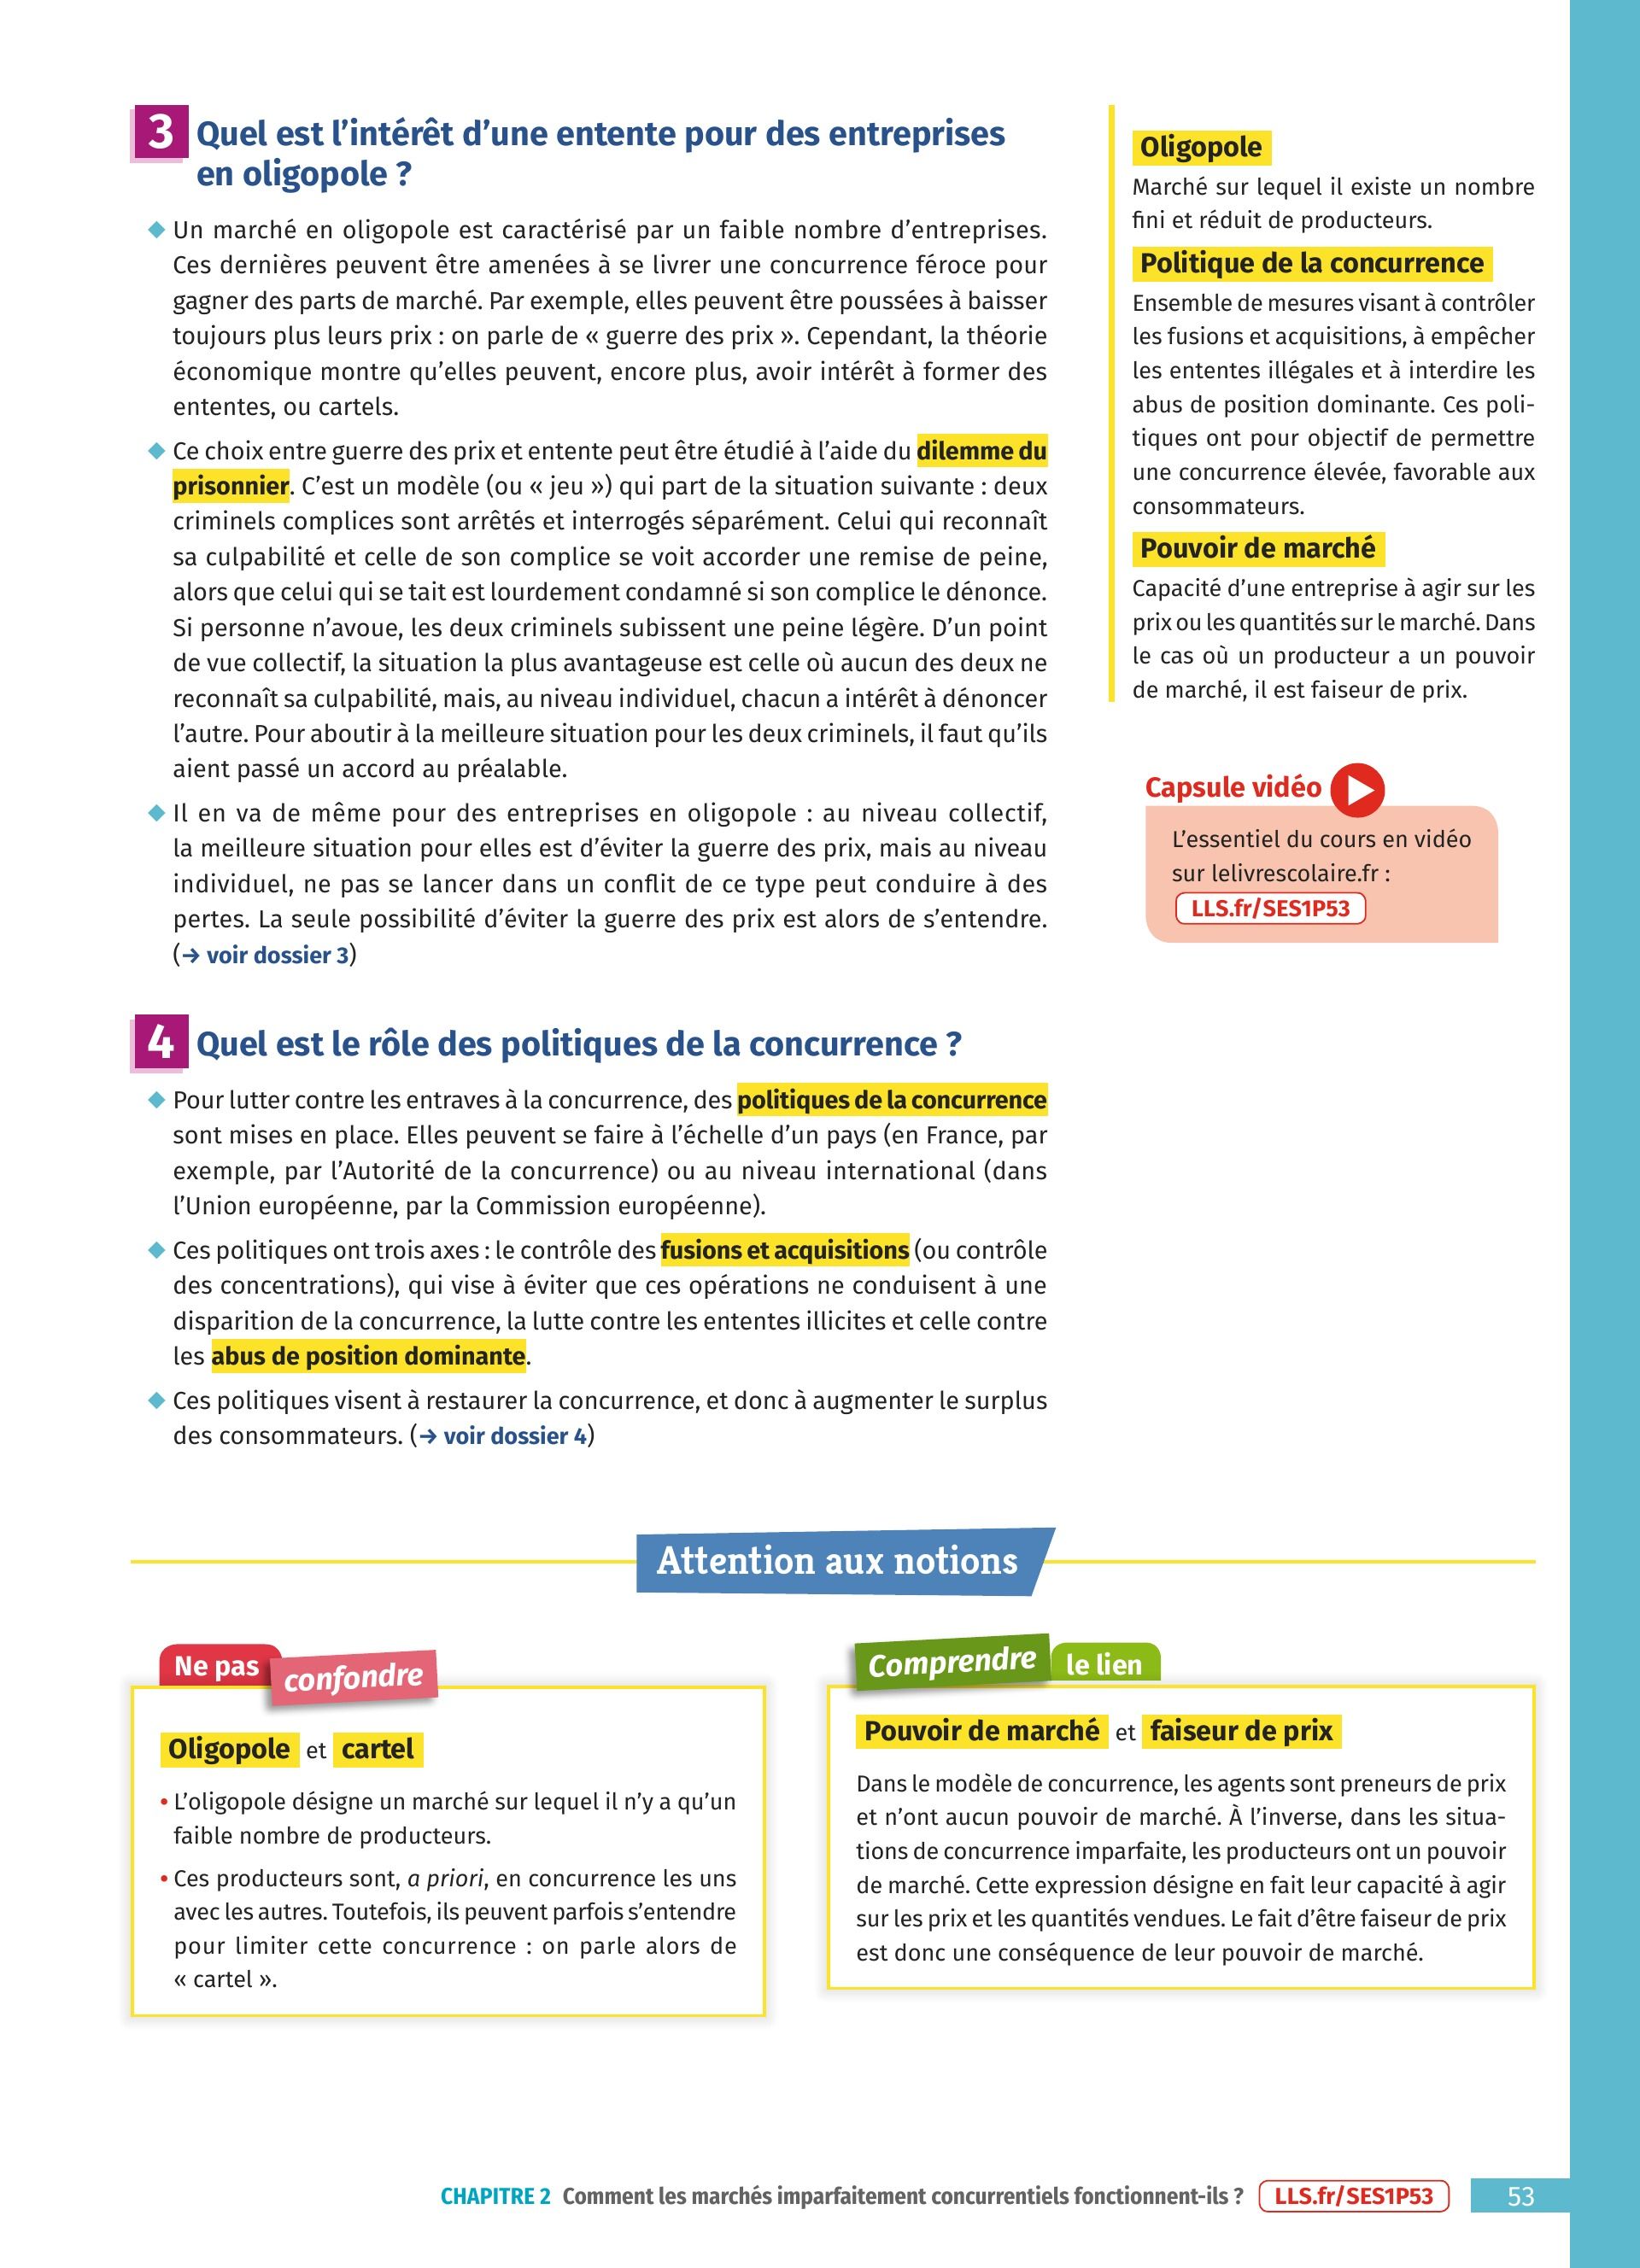 3 Quel est l’intérêt d’une entente pour des entreprises
en oligopole ?
◆ Un marché en oligopole est caractérisé par un faible nombre d’entreprises.
Ces dernières peuvent être amenées à se livrer une concurrence féroce pour
gagner des parts de marché. Par exemple, elles peuvent être poussées à baisser
toujours plus leurs prix : on parle de « guerre des prix ». Cependant, la théorie
économique montre qu’elles peuvent, encore plus, avoir intérêt à former des
ententes, ou cartels.
◆ Ce choix entre guerre des prix et entente peut être étudié à l’aide du dilemme du
prisonnier. C’est un modèle (ou « jeu ») qui part de la situation suivante : deux
criminels complices sont arrêtés et interrogés séparément. Celui qui reconnaît
sa culpabilité et celle de son complice se voit accorder une remise de peine,
alors que celui qui se tait est lourdement condamné si son complice le dénonce.
Si personne n’avoue, les deux criminels subissent une peine légère. D’un point
de vue collectif, la situation la plus avantageuse est celle où aucun des deux ne
reconnaît sa culpabilité, mais, au niveau individuel, chacun a intérêt à dénoncer
l’autre. Pour aboutir à la meilleure situation pour les deux criminels, il faut qu’ils
aient passé un accord au préalable.
◆ Il en va de même pour des entreprises en oligopole : au niveau collectif,
la meilleure situation pour elles est d’éviter la guerre des prix, mais au niveau
individuel, ne pas se lancer dans un conflit de ce type peut conduire à des
pertes. La seule possibilité d’éviter la guerre des prix est alors de s’entendre.
(→ voir dossier 3)
4 Quel est le rôle des politiques de la concurrence ?
◆ Pour lutter contre les entraves à la concurrence, des politiques de la concurrence
sont mises en place. Elles peuvent se faire à l’échelle d’un pays (en France, par
exemple, par l’Autorité de la concurrence) ou au niveau international (dans
l’Union européenne, par la Commission européenne).
◆ Ces politiques ont trois axes : le contrôle des fusions et acquisitions (ou contrôle
des concentrations), qui vise à éviter que ces opérations ne conduisent à une
disparition de la concurrence, la lutte contre les ententes illicites et celle contre
les abus de position dominante.
◆ Ces politiques visent à restaurer la concurrence, et donc à augmenter le surplus
des consommateurs. (→ voir dossier 4)
Oligopole
Marché sur lequel il existe un nombre
fini et réduit de producteurs.
Politique de la concurrence
Ensemble de mesures visant à contrôler
les fusions et acquisitions, à empêcher
les ententes illégales et à interdire les
abus de position dominante. Ces poli-
tiques ont pour objectif de permettre
une concurrence élevée, favorable aux
consommateurs.
Pouvoir de marché
Capacité d’une entreprise à agir sur les
prix ou les quantités sur le marché. Dans
le cas où un producteur a un pouvoir
de marché, il est faiseur de prix.
Capsule vidéo
L’essentiel du cours en vidéo
sur lelivrescolaire.fr :
LLS.fr/SES1P53
Attention aux notions
Ne pas confondre
Oligopole et cartel
• L’oligopole désigne un marché sur lequel il n’y a qu’un
faible nombre de producteurs.
• Ces producteurs sont, a priori, en concurrence les uns
avec les autres. Toutefois, ils peuvent parfois s’entendre
pour limiter cette concurrence : on parle alors de
« cartel ».
Comprendre le lien
Pouvoir de marché et faiseur de prix
Dans le modèle de concurrence, les agents sont preneurs de prix
et n’ont aucun pouvoir de marché. À l’inverse, dans les situa-
tions de concurrence imparfaite, les producteurs ont un pouvoir
de marché. Cette expression désigne en fait leur capacité à agir
sur les prix et les quantités vendues. Le fait d’être faiseur de prix
est donc une conséquence de leur pouvoir de marché.
CHAPITRE 2 Comment les marchés imparfaitement concurrentiels fonctionnent-ils ? LLS.fr/SES1P53 53